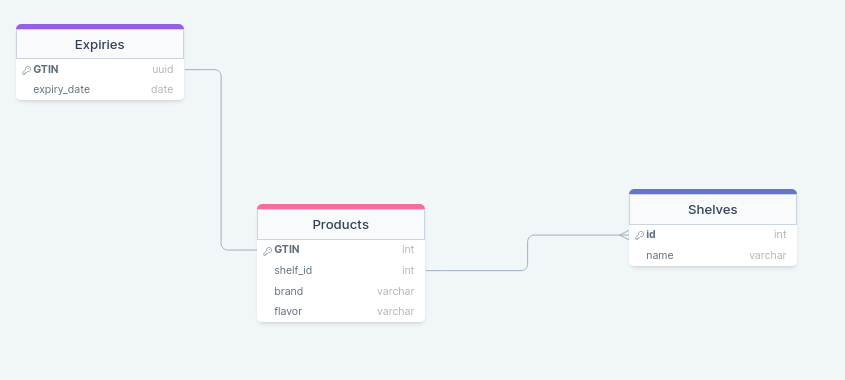 Expiries
GTIN uuid
expiry_date date
Products
GTIN int
shelf_id int
brand varchar
flavor varchar
Shelves
id int
name varchar